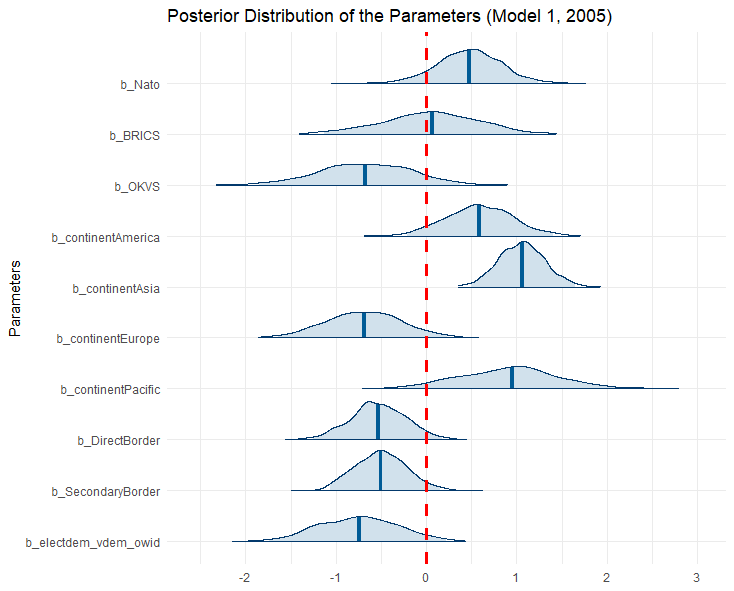 Posterior Distribution of the Parameters (Model 1, 2005)
Parameters
b_Nato
b_BRICS
b_OKVS
b_continentAmerica
b_continentAsia
b_continentEurope
b_continentPacific
b_DirectBorder
b_SecondaryBorder
b_electdem_vdem_owid
-2 -1 0 1 2 3